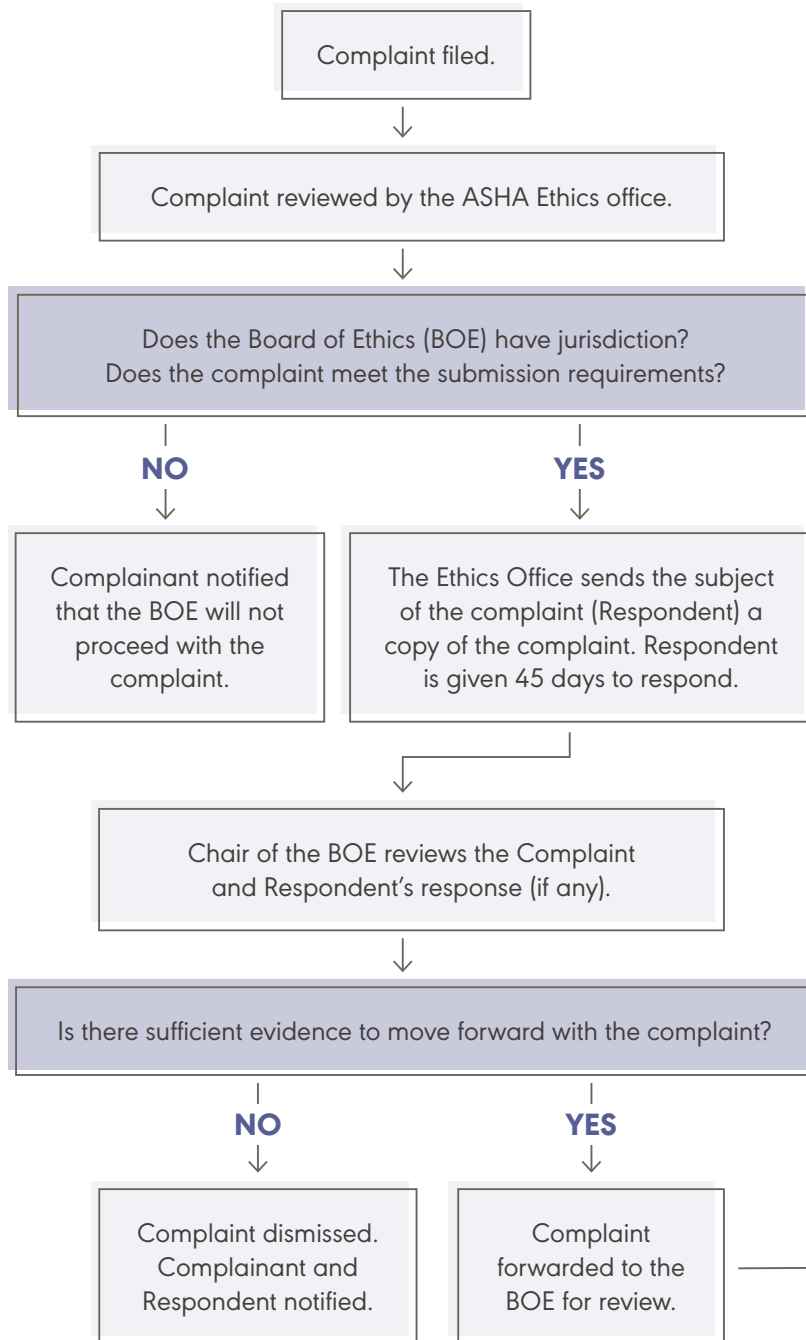 Complaint filed.
Complaint reviewed by the ASHA Ethics office.
Does the Board of Ethics (BOE) have jurisdiction?
Does the complaint meet the submission requirements?
NO
YES
Complainant notified
that the BOE will not
proceed with the
complaint.
The Ethics Office sends the subject
of the complaint (Respondent) a
copy of the complaint. Respondent
is given 45 days to respond.
Chair of the BOE reviews the Complaint
and Respondent’s response (if any).
Is there sufficient evidence to move forward with the complaint?
NO
YES
Complaint dismissed.
Complainant and
Respondent notified.
Complaint
forwarded to the
BOE for review.